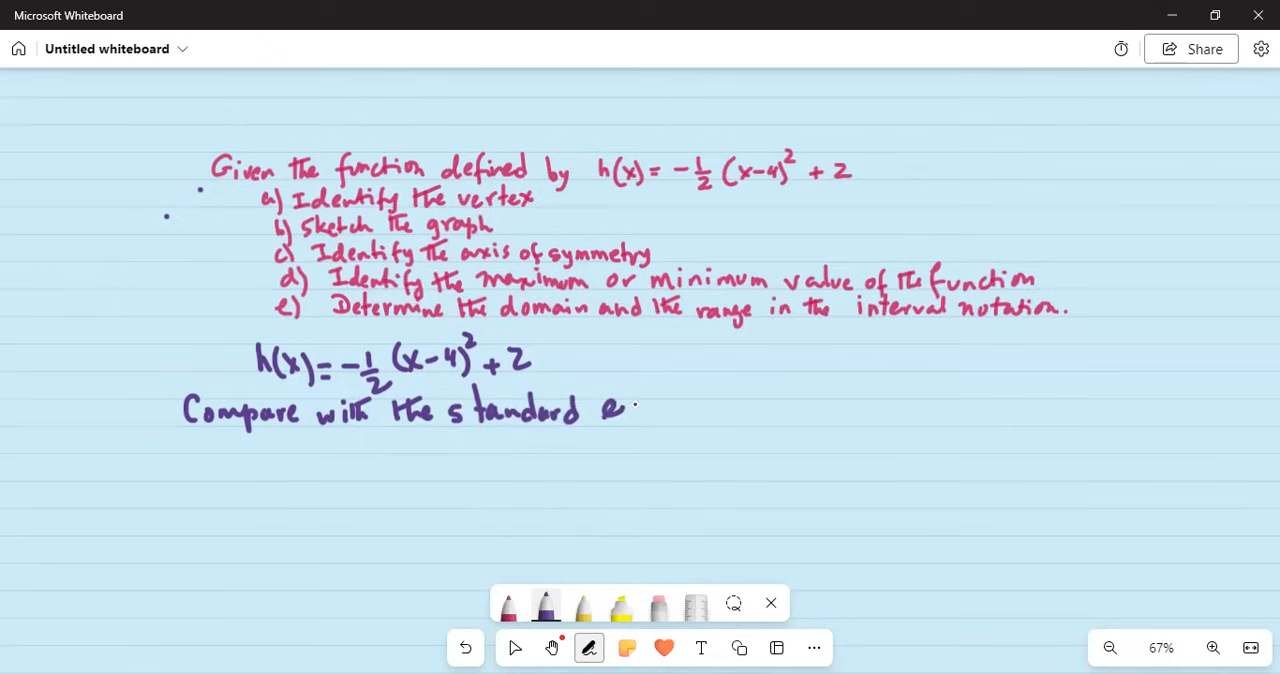 Microsoft Whiteboard
Untitled whiteboard
Share
Given the function defined by h(x) = -1/2 (x-4)² + 2
a) Identify the vertex
b) Sketch the graph
c) Identify the axis of symmetry
d) Identify the maximum or minimum value of the function
e) Determine the domain and the range in the interval notation.
h(x) = -1/2 (x-4)² + 2
Compare with the standard e
67%